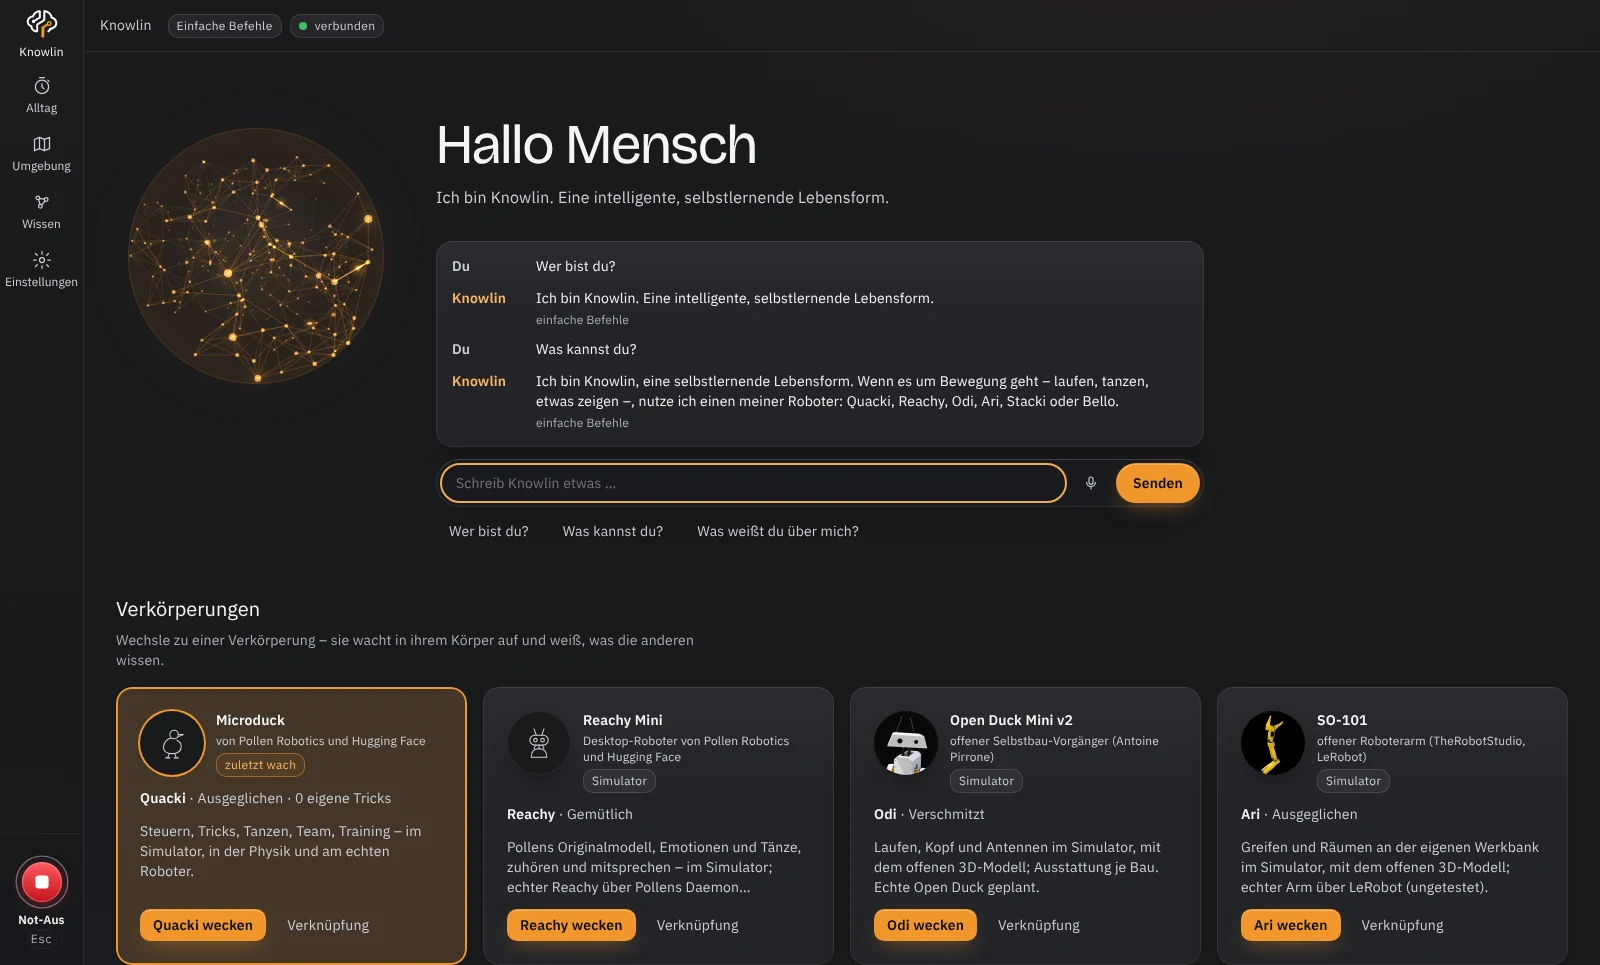 Knowlin
Alltag
Umgebung
Wissen
Einstellungen
Not-Aus
Esc
Knowlin
Einfache Befehle
verbunden
Hallo Mensch
Ich bin Knowlin. Eine intelligente, selbstlernende Lebensform.
Du
Wer bist du?
Knowlin
Ich bin Knowlin. Eine intelligente, selbstlernende Lebensform.
einfache Befehle
Du
Was kannst du?
Knowlin
Ich bin Knowlin, eine selbstlernende Lebensform. Wenn es um Bewegung geht – laufen, tanzen,
etwas zeigen –, nutze ich einen meiner Roboter: Quacki, Reachy, Odi, Ari, Stacki oder Bello.
einfache Befehle
Schreib Knowlin etwas ...
Senden
Wer bist du?
Was kannst du?
Was weißt du über mich?
Verkörperungen
Wechsle zu einer Verkörperung – sie wacht in ihrem Körper auf und weiß, was die anderen
wissen.
Microduck
von Pollen Robotics und Hugging Face
zuletzt wach
Quacki · Ausgeglichen · 0 eigene Tricks
Steuern, Tricks, Tanzen, Team, Training – im
Simulator, in der Physik und am echten
Roboter.
Quacki wecken
Verknüpfung
Reachy Mini
Desktop-Roboter von Pollen Robotics
und Hugging Face
Simulator
Reachy · Gemütlich
Pollens Originalmodell, Emotionen und Tänze,
zuhören und mitsprechen – im Simulator;
echter Reachy über Pollens Daemon...
Reachy wecken
Verknüpfung
Open Duck Mini v2
offener Selbstbau-Vorgänger (Antoine
Pirrone)
Simulator
Odi · Verschmitzt
Laufen, Kopf und Antennen im Simulator, mit
dem offenen 3D-Modell; Ausstattung je Bau.
Echte Open Duck geplant.
Odi wecken
Verknüpfung
SO-101
offener Roboterarm (TheRobotStudio,
LeRobot)
Simulator
Ari · Ausgeglichen
Greifen und Räumen an der eigenen Werkbank
im Simulator, mit dem offenen 3D-Modell;
echter Arm über LeRobot (ungetestet).
Ari wecken
Verknüpfung